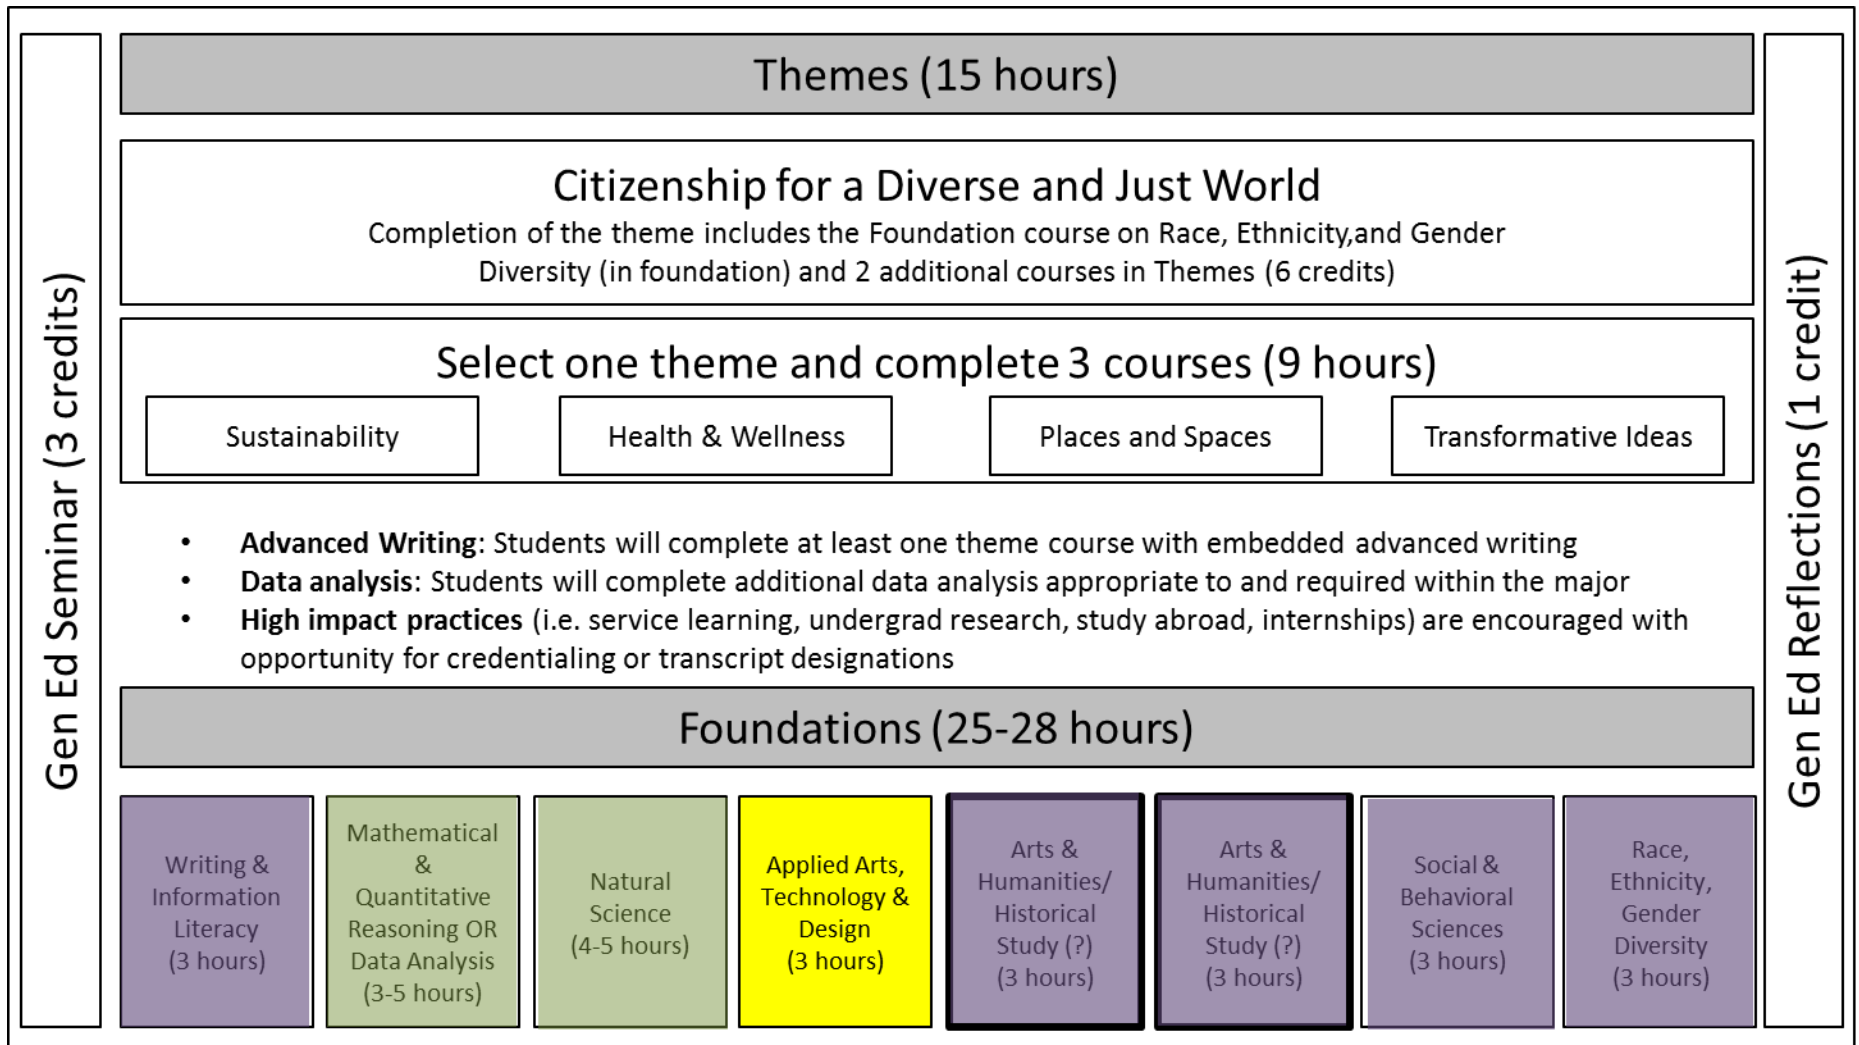 Gen Ed Seminar (3 credits)
Themes (15 hours)
Citizenship for a Diverse and Just World
Completion of the theme includes the Foundation course on Race, Ethnicity,and Gender
Diversity (in foundation) and 2 additional courses in Themes (6 credits)
Select one theme and complete 3 courses (9 hours)
Sustainability
Health & Wellness
Places and Spaces
Transformative Ideas
• Advanced Writing: Students will complete at least one theme course with embedded advanced writing
• Data analysis: Students will complete additional data analysis appropriate to and required within the major
• High impact practices (i.e. service learning, undergrad research, study abroad, internships) are encouraged with
opportunity for credentialing or transcript designations
Foundations (25-28 hours)
Writing &
Information
Literacy
(3 hours)
Mathematical
&
Quantitative
Reasoning OR
Data Analysis
(3-5 hours)
Natural
Science
(4-5 hours)
Applied Arts,
Technology &
Design
(3 hours)
Arts &
Humanities/
Historical
Study (?)
(3 hours)
Arts &
Humanities/
Historical
Study (?)
(3 hours)
Social &
Behavioral
Sciences
(3 hours)
Race,
Ethnicity,
Gender
Diversity
(3 hours)
Gen Ed Reflections (1 credit)